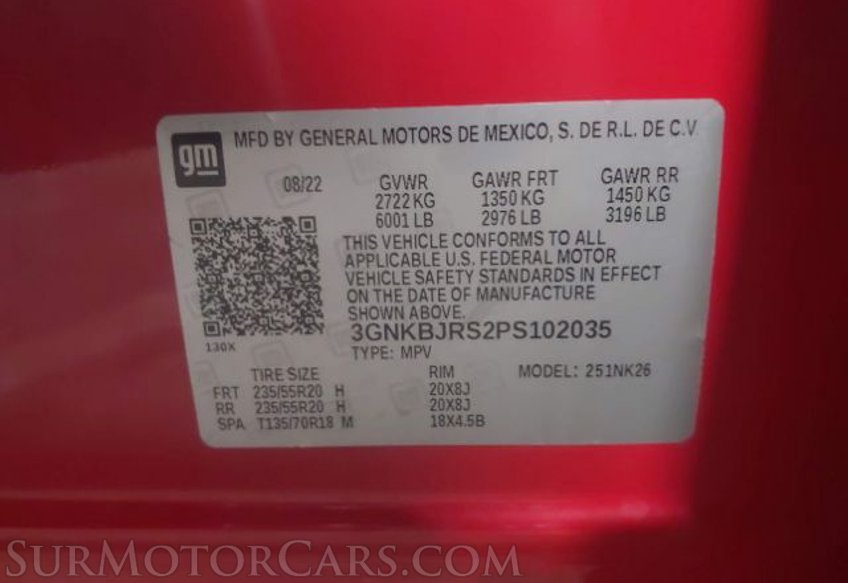 gm
MFD BY GENERAL MOTORS DE MEXICO, S. DE R.L. DE C.V.
08/22 GVWR GAWR FRT GAWR RR
2722 KG 1350 KG 1450 KG
6001 LB 2976 LB 3196 LB
THIS VEHICLE CONFORMS TO ALL
APPLICABLE U.S. FEDERAL MOTOR
VEHICLE SAFETY STANDARDS IN EFFECT
ON THE DATE OF MANUFACTURE
SHOWN ABOVE.
130X
3GNKBJRS2PS102035
TYPE: MPV
TIRE SIZE RIM MODEL: 251NK26
FRT 235/55R20 H 20X8J
RR 235/55R20 H 20X8J
SPA T135/70R18 M 18X4.5B
SURMOTORCARS.COM